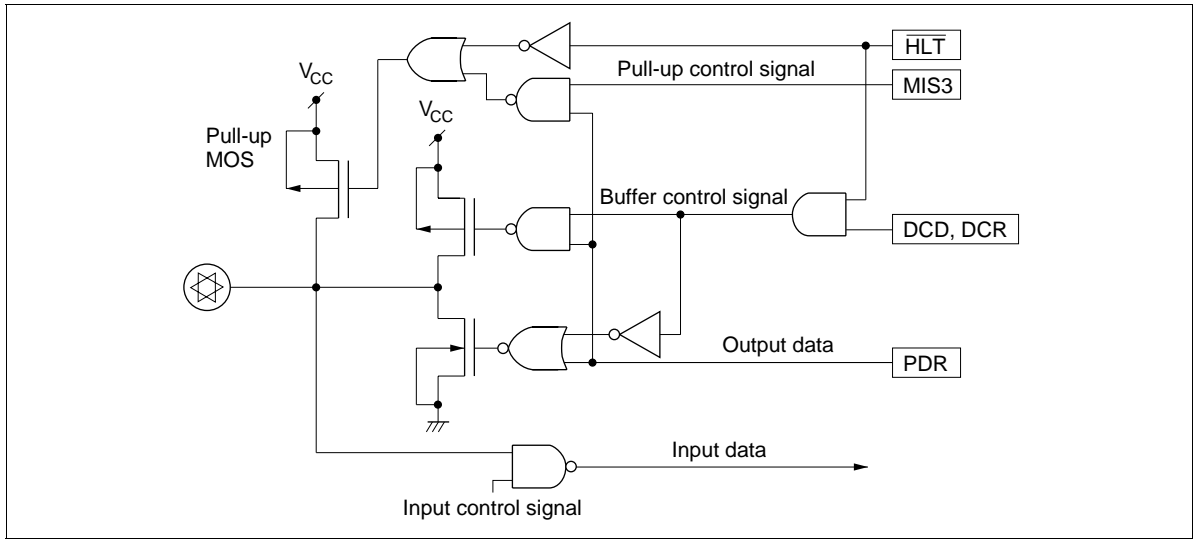 HLT
Pull-up control signal
MIS3
VCC
VCC
Pull-up
MOS
Buffer control signal
DCD, DCR
Output data
PDR
Input data
Input control signal